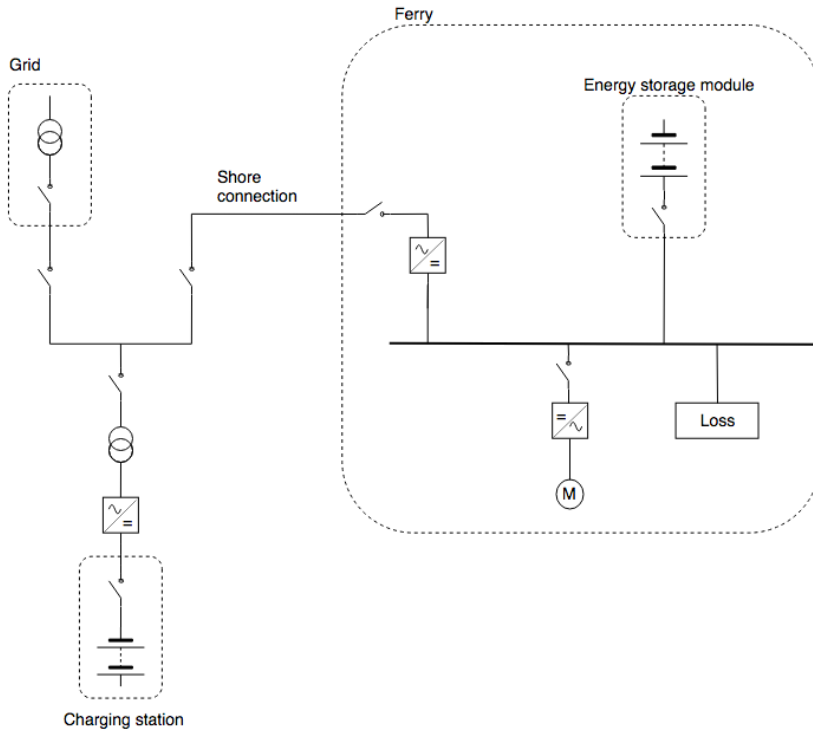 Ferry
Grid
Energy storage module
Shore
connection
Loss
M
Charging station